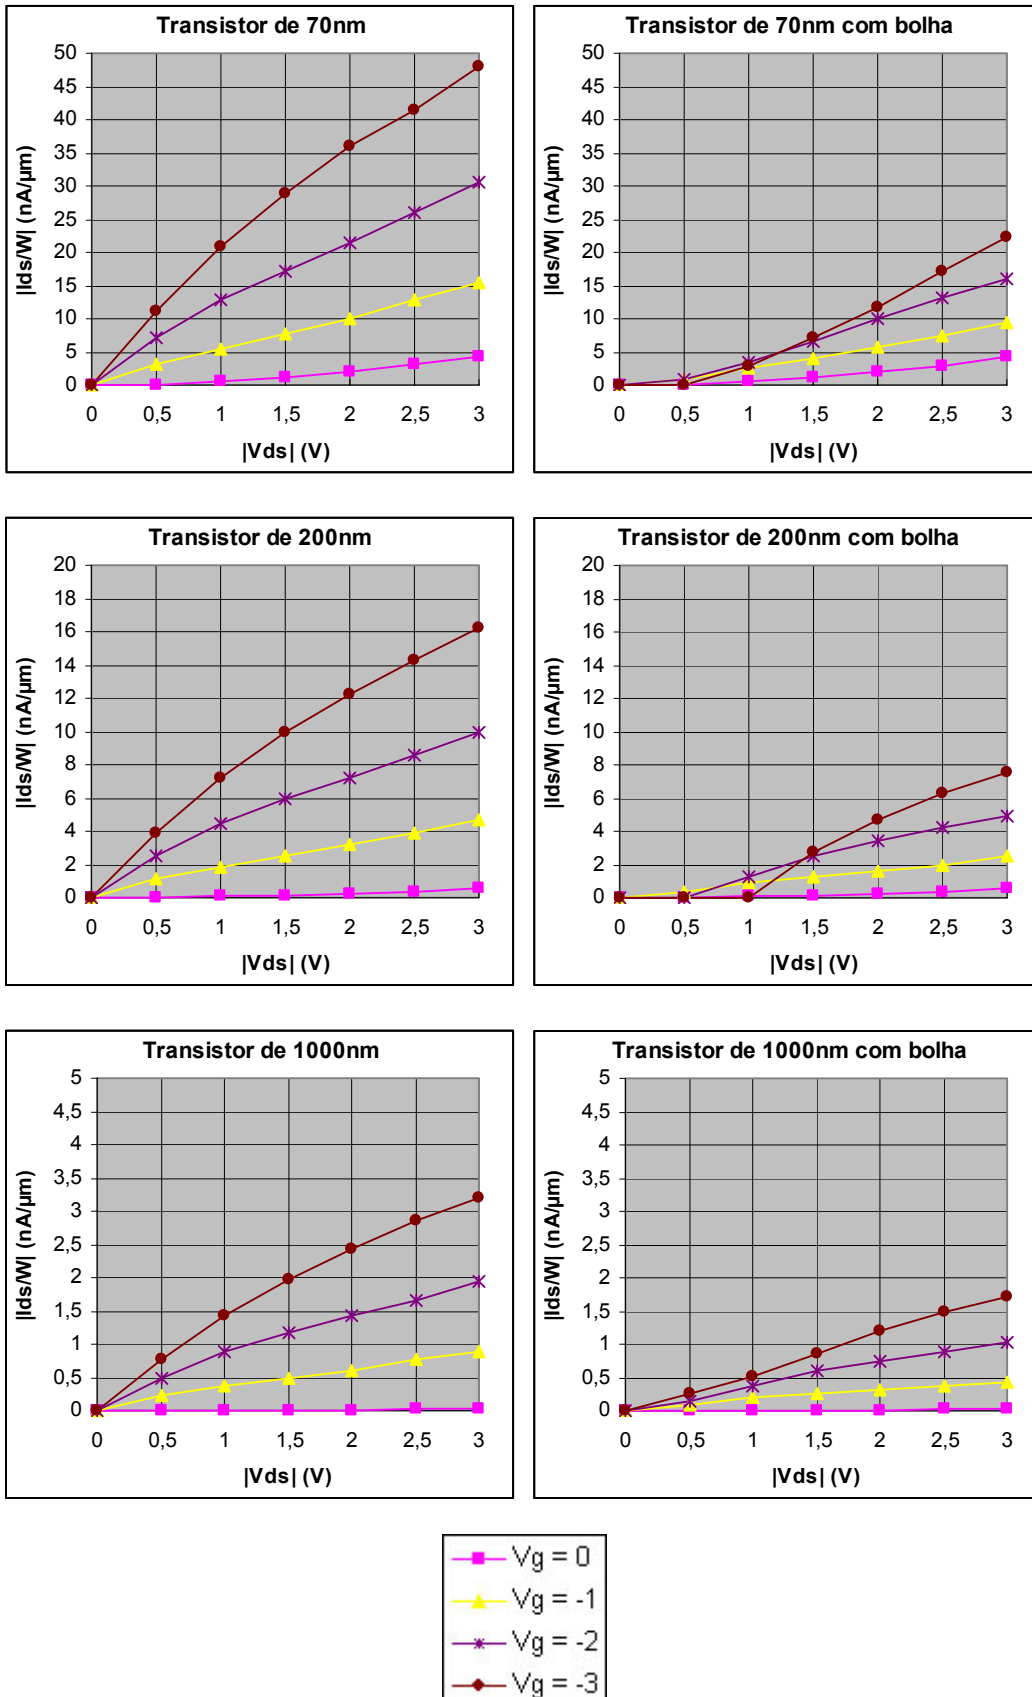 Transistor de 70nm
|Ids/W| (nA/µm)
50
45
40
35
30
25
20
15
10
5
0
0 0,5 1 1,5 2 2,5 3
|Vds| (V)
Transistor de 70nm com bolha
|Ids/W| (nA/µm)
50
45
40
35
30
25
20
15
10
5
0
0 0,5 1 1,5 2 2,5 3
|Vds| (V)
Transistor de 200nm
|Ids/W| (nA/µm)
20
18
16
14
12
10
8
6
4
2
0
0 0,5 1 1,5 2 2,5 3
|Vds| (V)
Transistor de 200nm com bolha
|Ids/W| (nA/µm)
20
18
16
14
12
10
8
6
4
2
0
0 0,5 1 1,5 2 2,5 3
|Vds| (V)
Transistor de 1000nm
|Ids/W| (nA/µm)
5
4,5
4
3,5
3
2,5
2
1,5
1
0,5
0
0 0,5 1 1,5 2 2,5 3
|Vds| (V)
Transistor de 1000nm com bolha
|Ids/W| (nA/µm)
5
4,5
4
3,5
3
2,5
2
1,5
1
0,5
0
0 0,5 1 1,5 2 2,5 3
|Vds| (V)
Vg = 0
Vg = -1
Vg = -2
Vg = -3